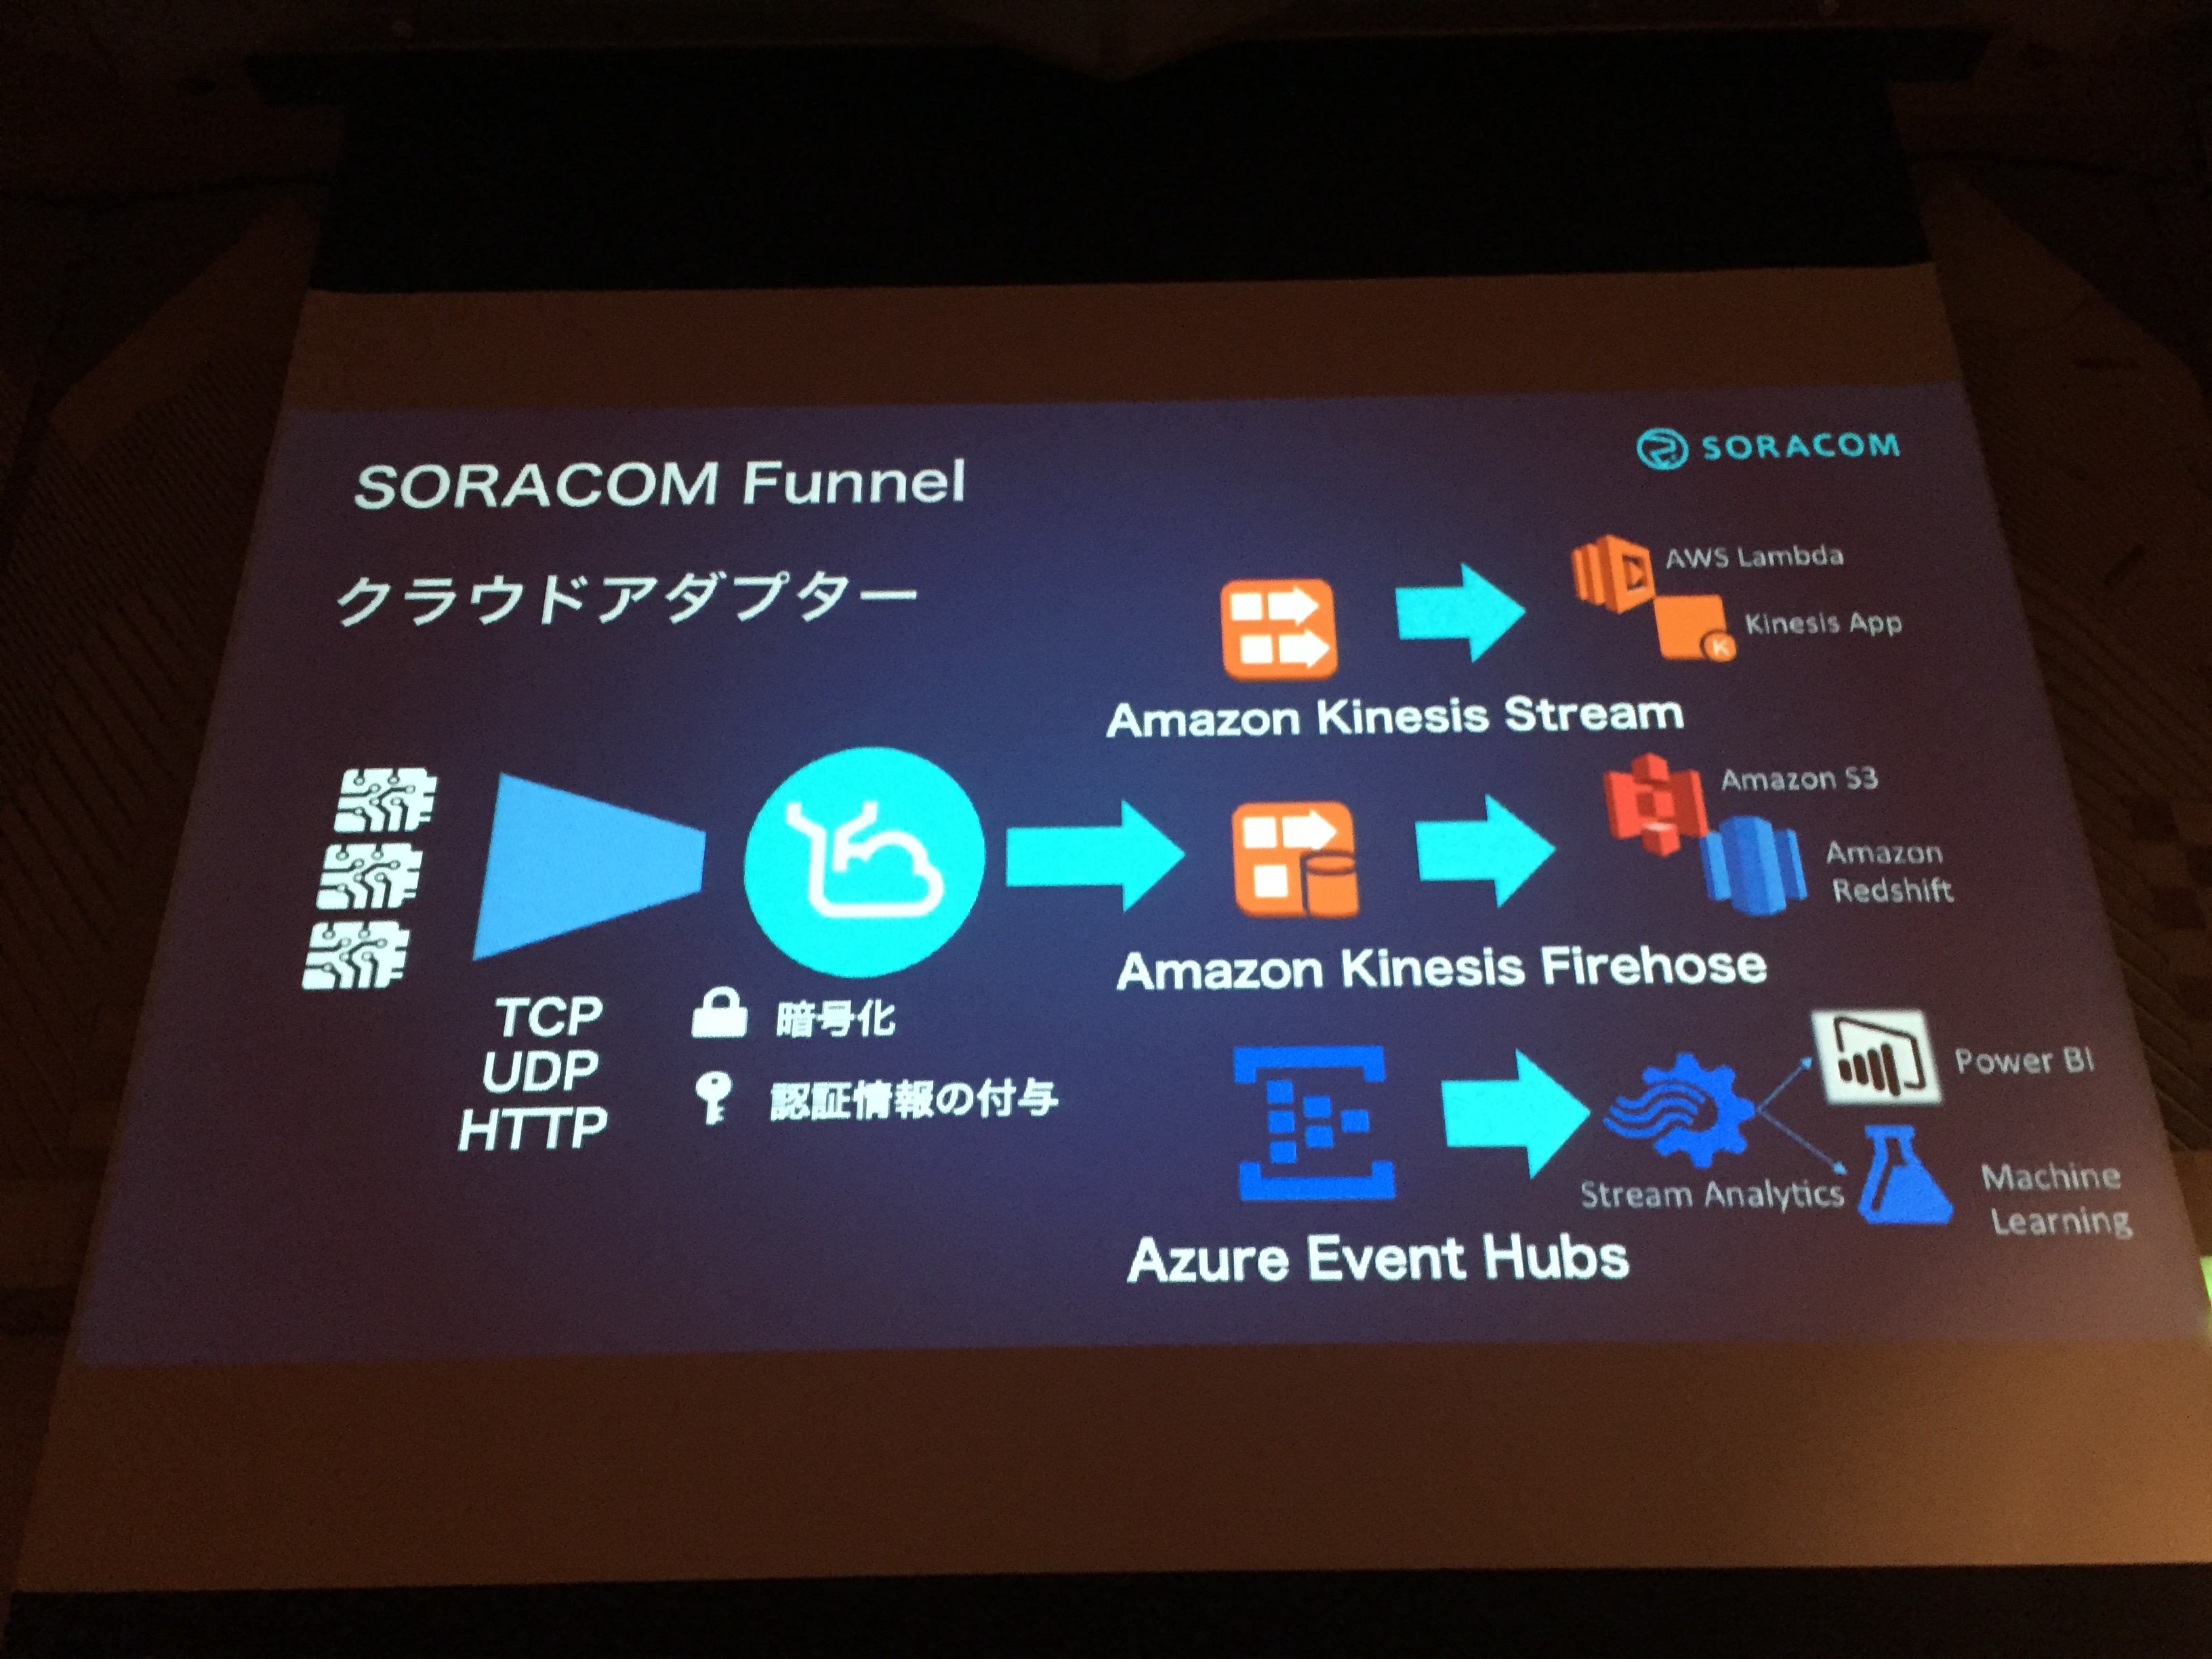 SORACOM Funnel
SORACOM
クラウドアダプター
AWS Lambda
Kinesis App
K
Amazon Kinesis Stream
Amazon S3
Amazon
Redshift
Amazon Kinesis Firehose
TCP
UDP
HTTP
暗号化
認証情報の付与
Power BI
Stream Analytics
Machine
Learning
Azure Event Hubs